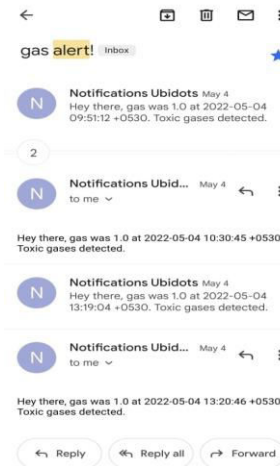 gas alert! Inbox
N
Notifications Ubidots May 4
Hey there, gas was 1.0 at 2022-05-04
09:51:12 +0530. Toxic gases detected.
2
N
Notifications Ubid... May 4
to me
Hey there, gas was 1.0 at 2022-05-04 10:30:45 +0530.
Toxic gases detected.
N
Notifications Ubidots May 4
Hey there, gas was 1.0 at 2022-05-04
13:19:04 +0530. Toxic gases detected.
N
Notifications Ubid... May 4
to me
Hey there, gas was 1.0 at 2022-05-04 13:20:46 +0530.
Toxic gases detected.
Reply Reply all Forward